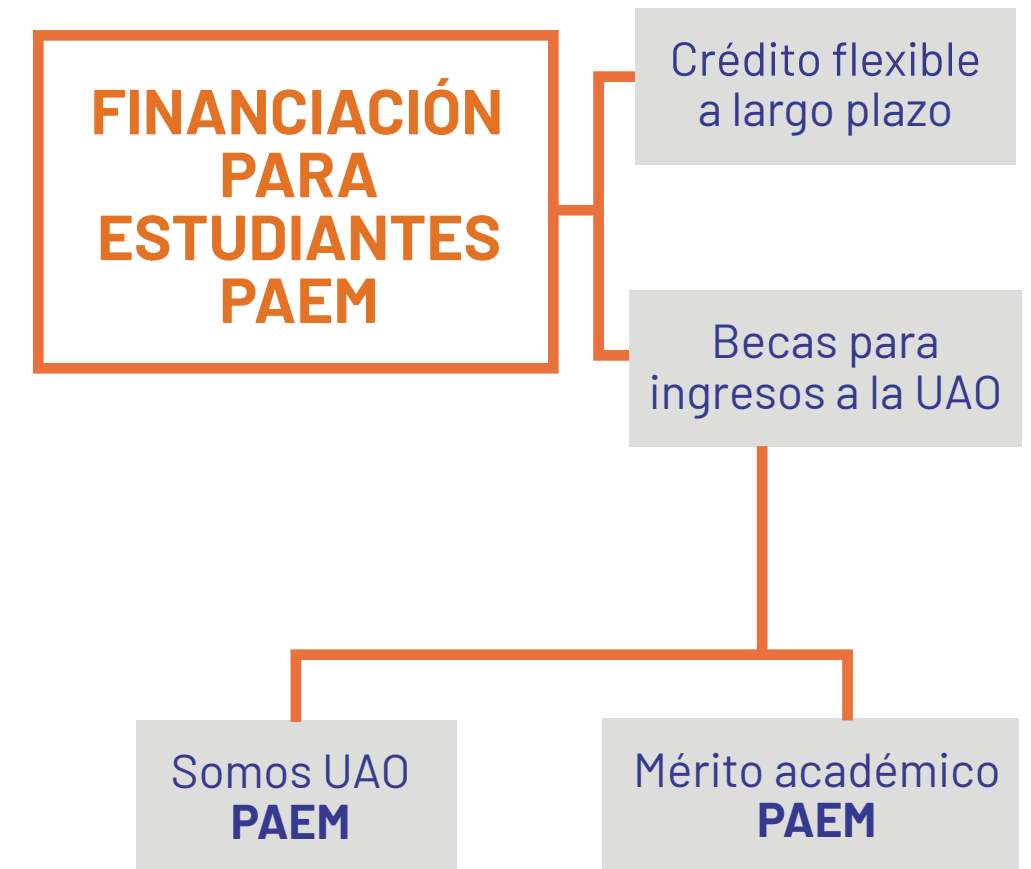 FINANCIACIÓN
PARA
ESTUDIANTES
PAEM
Crédito flexible
a largo plazo
Becas para
ingresos a la UAO
Somos UAO
PAEM
Mérito académico
PAEM